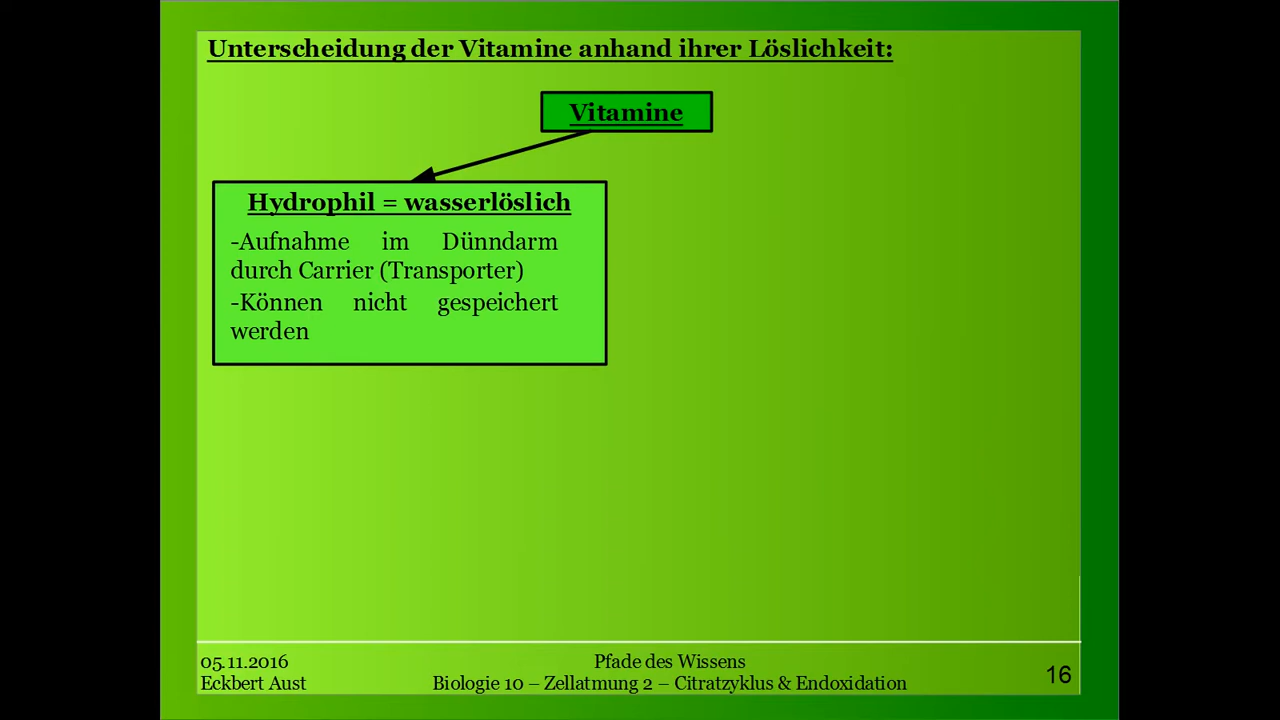 Unterscheidung der Vitamine anhand ihrer Löslichkeit:
Vitamine
Hydrophil = wasserlöslich
-Aufnahme im Dünndarm
durch Carrier (Transporter)
-Können nicht gespeichert
werden
05.11.2016
Eckbert Aust
Pfade des Wissens
Biologie 10 – Zellatmung 2 – Citratzyklus & Endoxidation
16